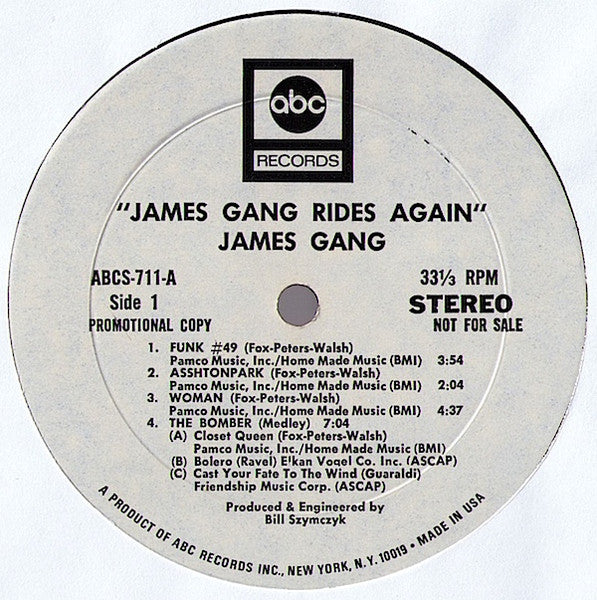 abc
RECORDS
"JAMES GANG RIDES AGAIN"
JAMES GANG
ABCS-711-A
Side 1
PROMOTIONAL COPY
33⅓ RPM
STEREO
NOT FOR SALE
1. FUNK #49 (Fox-Peters-Walsh)
Pamco Music, Inc./Home Made Music (BMI) 3:54
2. ASSHTONPARK (Fox-Peters-Walsh)
Pamco Music, Inc./Home Made Music (BMI) 2:04
3. WOMAN (Fox-Peters-Walsh)
Pamco Music, Inc./Home Made Music (BMI) 4:37
4. THE BOMBER (Medley) 7:04
(A) Closet Queen (Fox-Peters-Walsh)
Pamco Music, Inc./Home Made Music (BMI)
(B) Bolero (Ravel) Elkan Vogel Co. Inc. (ASCAP)
(C) Cast Your Fate To The Wind (Guaraldi)
Friendship Music Corp. (ASCAP)
Produced & Engineered by
Bill Szymczyk
A PRODUCT OF ABC RECORDS INC., NEW YORK, N.Y. 10019 • MADE IN USA